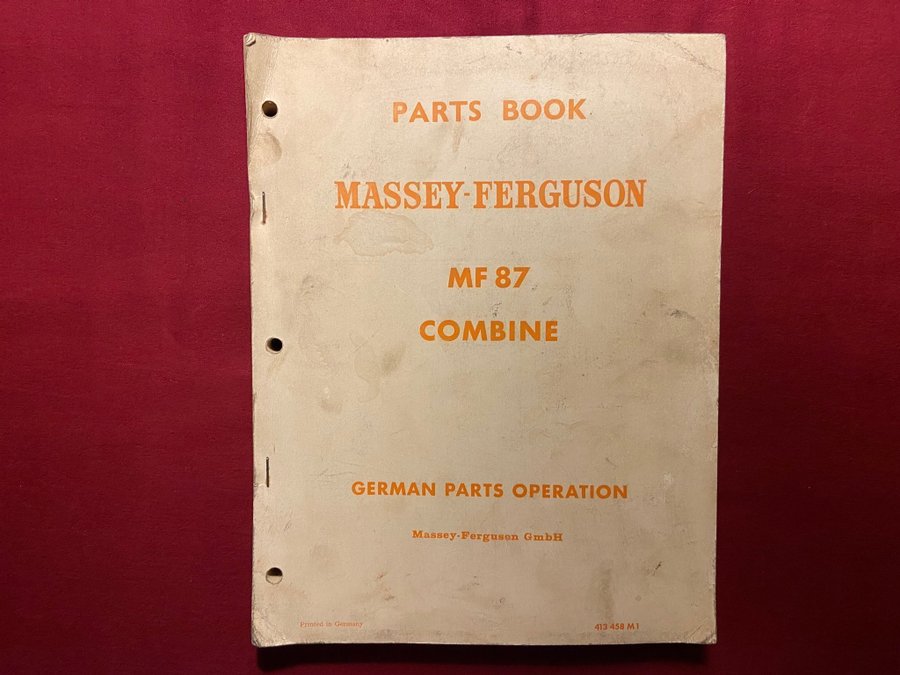 PARTS BOOK
MASSEY-FERGUSON
MF 87
COMBINE
GERMAN PARTS OPERATION
Massey-Ferguson GmbH
Printed in Germany
413 458 M1